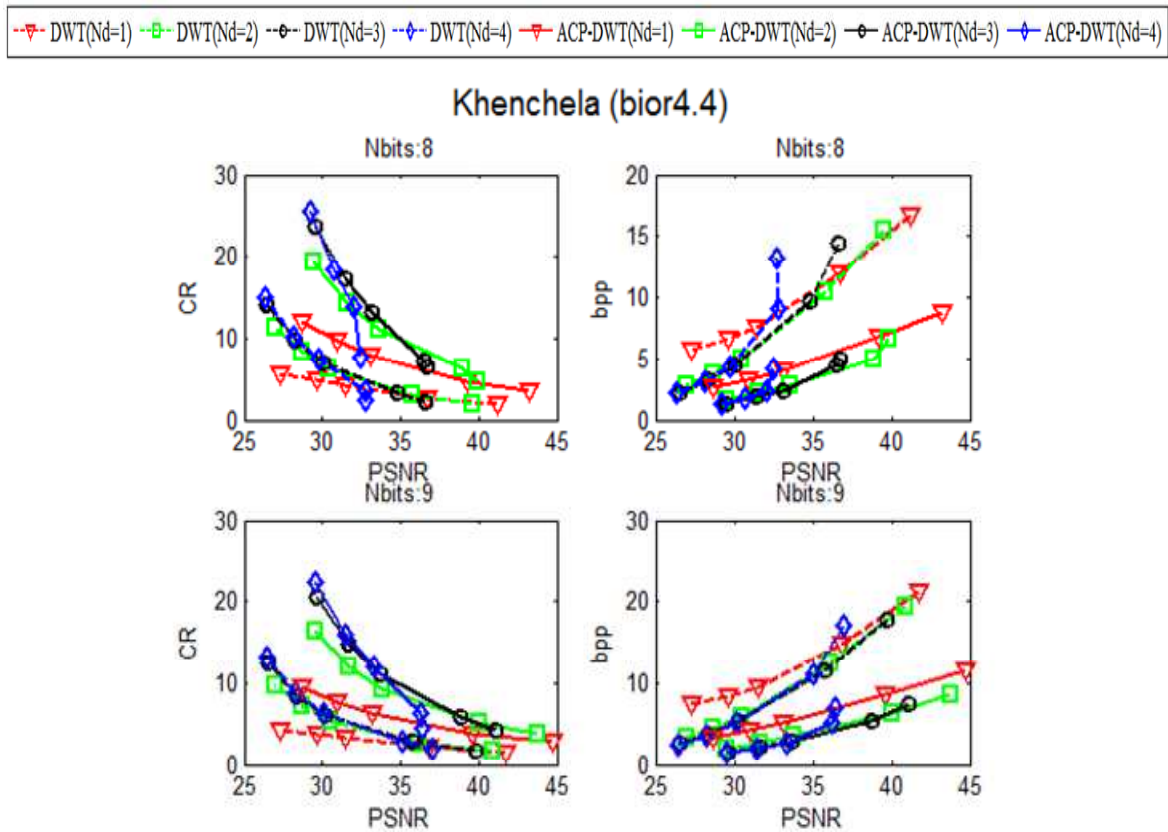 DWT(Nd=1) DWT(Nd=2) DWT(Nd=3) DWT(Nd=4) ACP-DWT(Nd=1) ACP-DWT(Nd=2) ACP-DWT(Nd=3) ACP-DWT(Nd=4)
Khenchela (bior4.4)
Nbits:8
30
20
10
0
CR
25 30 35 40 45
PSNR
Nbits:8
20
15
10
5
0
bpp
25 30 35 40 45
PSNR
Nbits:9
30
20
10
0
CR
25 30 35 40 45
PSNR
Nbits:9
30
20
10
0
bpp
25 30 35 40 45
PSNR